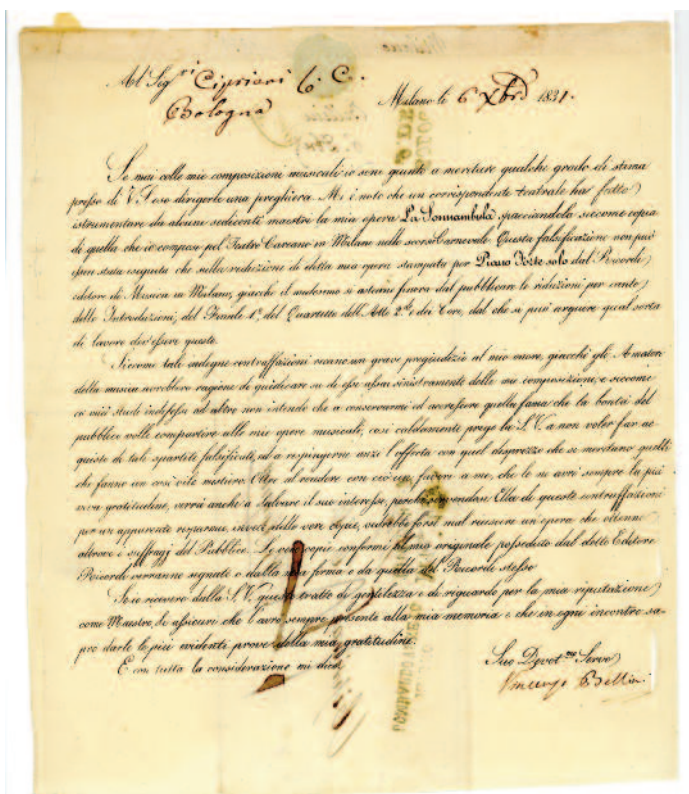 Al Sig.ri Cipriani & C.
Bologna
Milano li 6 Xbre 1831.
Se mai colle mie composizioni musicali io sono giunto a meritare qualche grado di stima
presso di V. S. oso dirigerle una preghiera. Mi è noto che un corrispondente teatrale ha fatto
istrumentare da alcuni sedicenti maestri la mia opera La Sonnambula spacciandola siccome copia
di quella che io composi pel Teatro Carcano in Milano nello scorso Carnevale. Questa falsificazione non può
essere stata eseguita che sulla riduzione di detta mia opera stampata per Piano Forte solo dal Ricordi
editore di Musica in Milano, giacchè il medesimo si astenne finora dal pubblicare le riduzioni per canto
delle Introduzioni, del Finale 1.º, del Quartetto dell'Atto 2.do e dei Cori, dal che si può arguire qual sorta
di lavoro dev'essere questo.
Siccome tali indegne contraffazioni recano un grave pregiudizio al mio onore, giacchè gli Amatori
della musica avrebbero ragione di giudicare su di esse assai sinistramente delle mie composizioni, e siccome
co' miei studi indefessi ad altro non intendo che a conservarmi ed accrescere quella fama che la bontà del
pubblico volle compartire alle mie opere musicali, così caldamente prego la S. V. a non voler far ac-
quisto di tali spartiti falsificati, ed a respingerne anzi l'offerta con quel disprezzo che si meritano quelli
che fanno un così vile mistero. Oltre al rendere con ciò un favore a me, che le ne avrò sempre la più
viva gratitudine, verrà anche a salvare il suo interesse, perchè servendosi Ella di queste contraffazioni
per un apparente risparmio, invece delle vere copie, vedrebbe forse mal riuscire un'opera che ottenne
altrove i suffragj del Pubblico. Le vere copie conformi al mio originale posseduto dal detto Editore
Ricordi verranno segnate o dalla mia firma o da quella del Ricordi stesso
Se io riceverò dalla S. V. questo tratto di gentilezza e di riguardo per la mia riputazione
come Maestro, la assicuro che l'avrò sempre presente alla mia memoria e che in ogni incontro sa-
prò darle le più evidenti prove della mia gratitudine.
E con tutta la considerazione mi dico
Suo Devot.mo Servo
Vincenzo Bellini